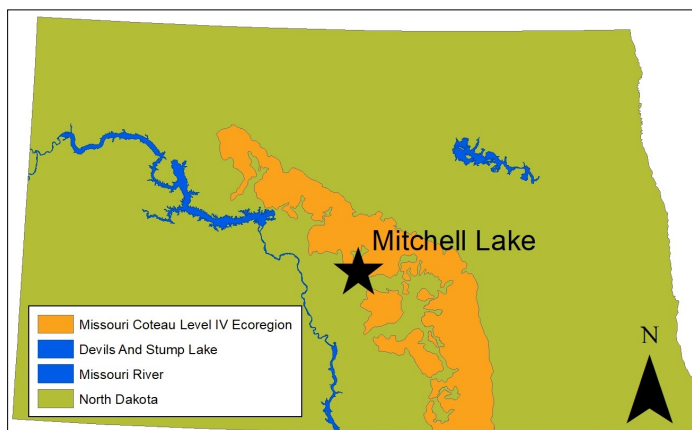 Mitchell Lake
N
Missouri Coteau Level IV Ecoregion
Devils And Stump Lake
Missouri River
North Dakota